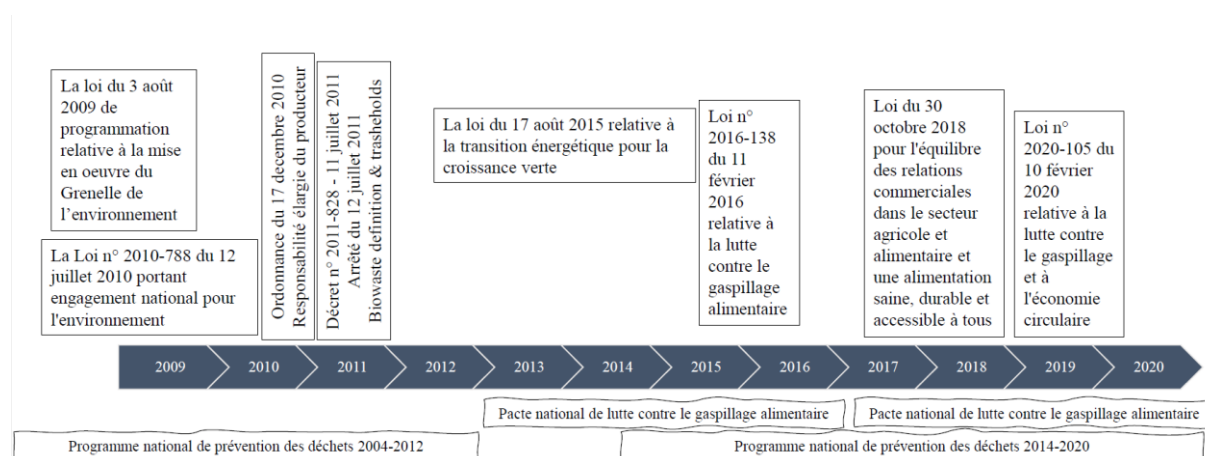 La loi du 3 août
2009 de
programmation
relative à la mise
en oeuvre du
Grenelle de
l'environnement
La Loi n° 2010-788 du 12
juillet 2010 portant
engagement national pour
l'environnement
Ordonnance du 17 decembre 2010
Responsabilité élargie du producteur
Décret n° 2011-828 - 11 juillet 2011
Arrêté du 12 juillet 2011
Biowaste definition & trasheholds
La loi du 17 août 2015 relative à
la transition énergétique pour la
croissance verte
Loi n°
2016-138
du 11
février
2016
relative à
la lutte
contre le
gaspillage
alimentaire
Loi du 30
octobre 2018
pour l'équilibre
des relations
commerciales
dans le secteur
agricole et
alimentaire et
une alimentation
saine, durable et
accessible à tous
Loi n°
2020-105 du
10 février
2020
relative à la
lutte contre
le gaspillage
et à
l'économie
circulaire
2009 2010 2011 2012 2013 2014 2015 2016 2017 2018 2019 2020
Pacte national de lutte contre le gaspillage alimentaire
Pacte national de lutte contre le gaspillage alimentaire
Programme national de prévention des déchets 2004-2012
Programme national de prévention des déchets 2014-2020